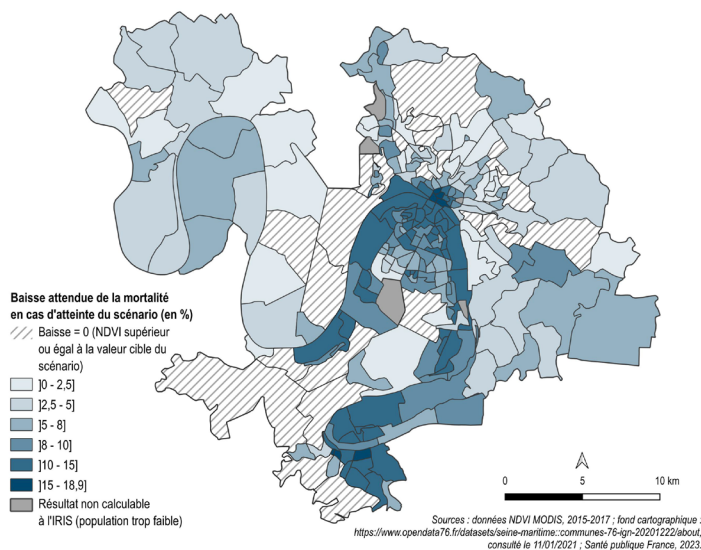 Baisse attendue de la mortalité
en cas d'atteinte du scénario (en %)
Baisse = 0 (NDVI supérieur
ou égal à la valeur cible du
scénario)
]0 - 2,5]
]2,5 - 5]
]5 - 8]
]8 - 10]
]10 - 15]
]15 - 18,9]
Résultat non calculable
à l'IRIS (population trop faible)
0 5 10 km
Sources : données NDVI MODIS, 2015-2017 ; fond cartographique :
https://www.opendata76.fr/datasets/seine-maritime::communes-76-ign-20201222/about,
consulté le 11/01/2021 ; Santé publique France, 2023.